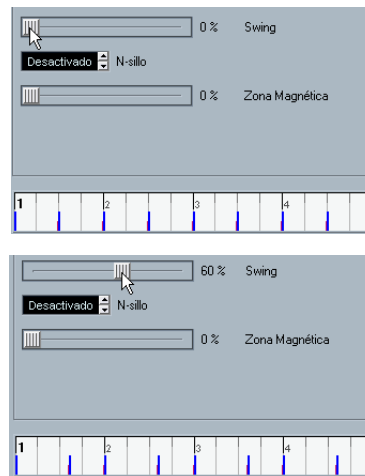 0 % Swing
Desactivado N-sillo
0 % Zona Magnética
1 2 3 4
60 % Swing
Desactivado N-sillo
0 % Zona Magnética
1 2 3 4